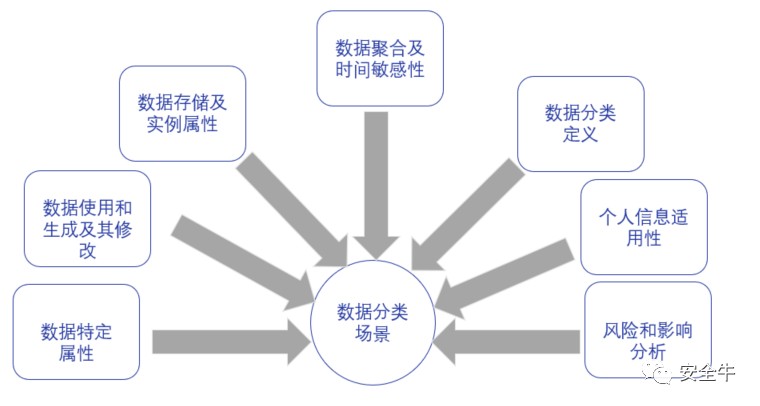 数据聚合及
时间敏感性
数据存储及
实例属性
数据分类
定义
数据使用和
生成及其修
改
个人信息适
用性
数据特定
属性
数据分类
场景
风险和影响
分析
安全牛